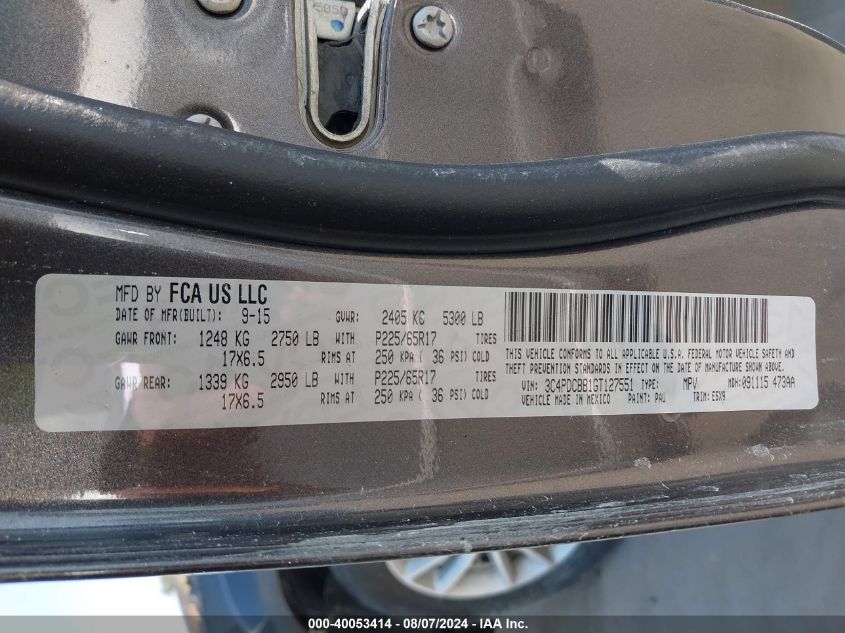 MFD BY FCA US LLC
DATE OF MFR(BUILT): 9-15 GVWR: 2405 KG 5300 LB
GAWR FRONT: 1248 KG 2750 LB WITH P225/65R17 TIRES
17X6.5 RIMS AT 250 KPA ( 36 PSI) COLD
GAWR REAR: 1339 KG 2950 LB WITH P225/65R17 TIRES
17X6.5 RIMS AT 250 KPA ( 36 PSI) COLD
THIS VEHICLE CONFORMS TO ALL APPLICABLE U.S.A. FEDERAL MOTOR VEHICLE SAFETY AND
THEFT PREVENTION STANDARDS IN EFFECT ON THE DATE OF MANUFACTURE SHOWN ABOVE.
VIN: 3C4PDCBB1GT127551 TYPE: MPV MDH: 091115 473AA
VEHICLE MADE IN MEXICO PAINT: PAU TRIM: E5X9
000-40053414 - 08/07/2024 - IAA Inc.